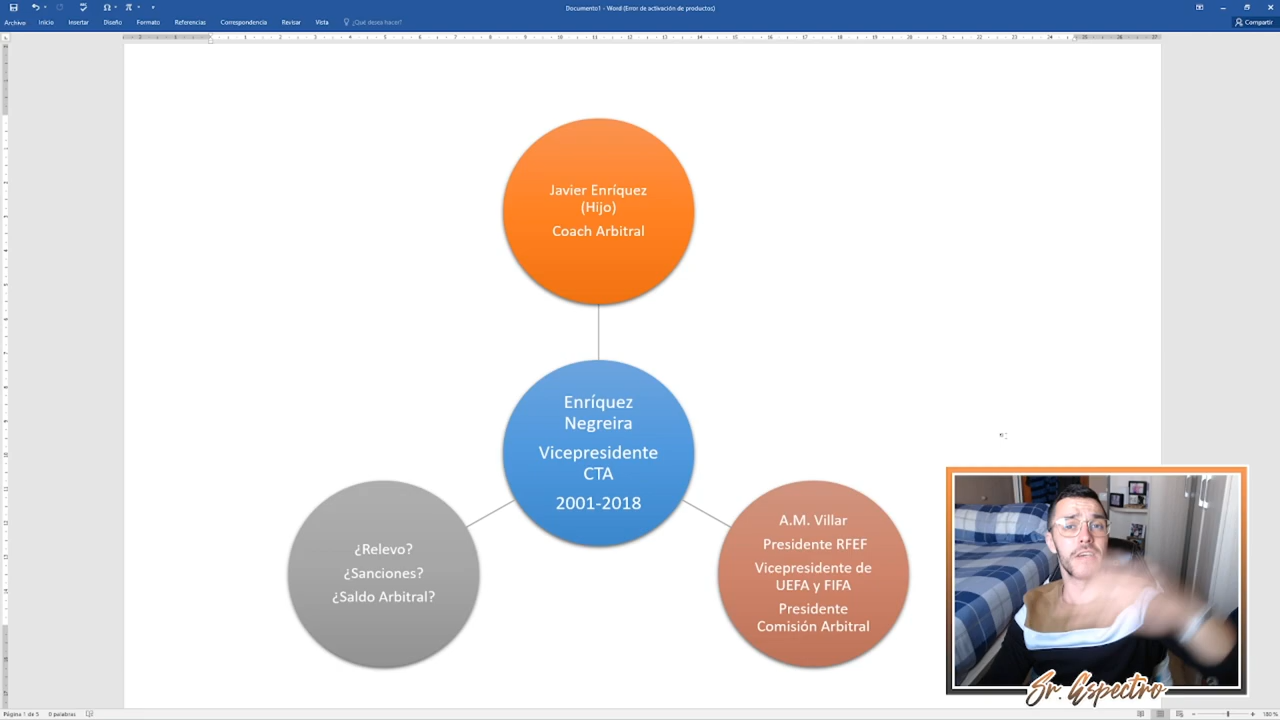 Documento1 - Word (Error de activación de productos)
Archivo Inicio Insertar Diseño Formato Referencias Correspondencia Revisar Vista ¿Qué desea hacer? Compartir
Javier Enríquez
(Hijo)
Coach Arbitral
Enríquez
Negreira
Vicepresidente
CTA
2001-2018
¿Relevo?
¿Sanciones?
¿Saldo Arbitral?
A.M. Villar
Presidente RFEF
Vicepresidente de
UEFA y FIFA
Presidente
Comisión Arbitral
Sr. Aspectro
Página 1 de 5 0 palabras 180 %